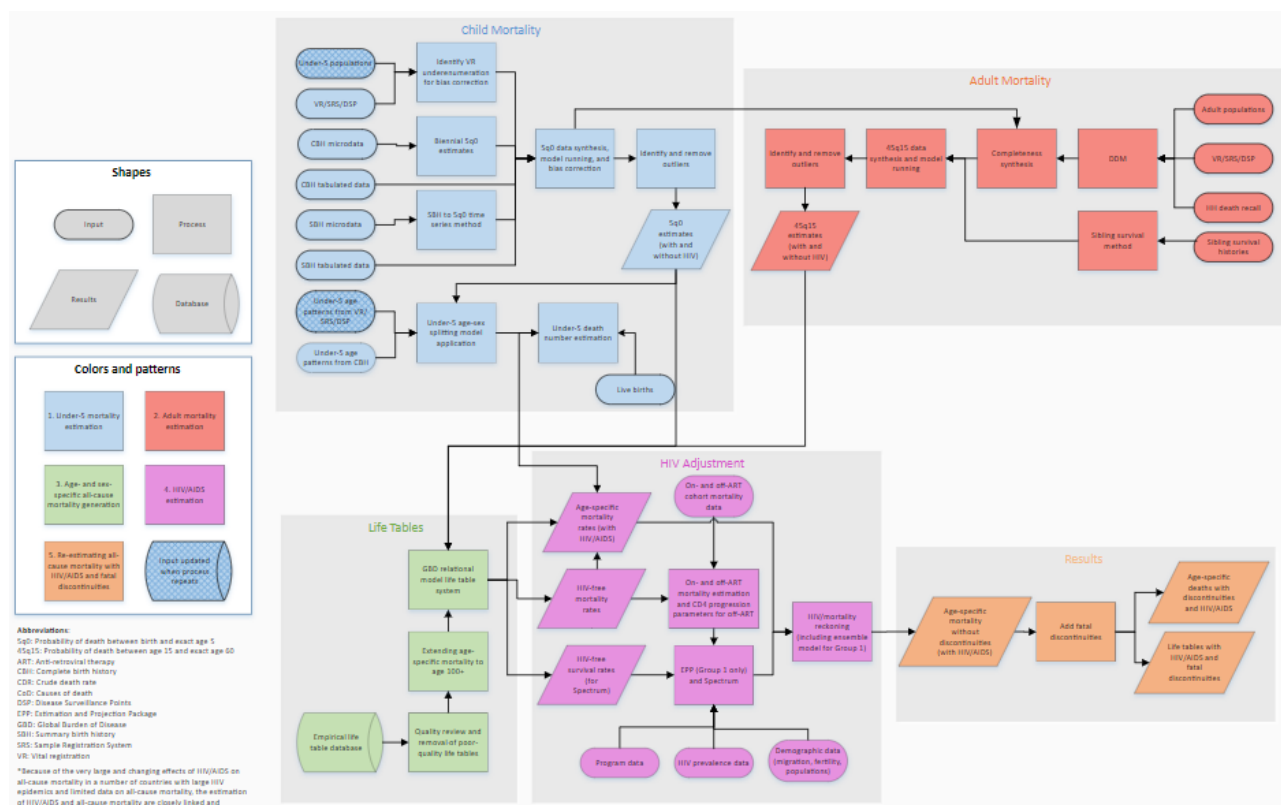 Child Mortality
Under-5 populations
VR/SRS/DSP
CBH microdata
CBH tabulated data
SBH microdata
SBH tabulated data
Under-5 age
patterns from VR/
SRS/DSP
Under-5 age
patterns from CBH
Identify VR
underenumeration
for bias correction
Biennial 5q0
estimates
SBH to 5q0 time
series method
5q0 data synthesis,
model running, and
bias correction
Identify and remove
outliers
5q0
estimates
(with and
without HIV)
Under-5 age-sex
splitting model
application
Under-5 death
number estimation
Live births
Adult Mortality
Adult populations
VR/SRS/DSP
HH death recall
Sibling survival
histories
DDM
Sibling survival
method
Completeness
synthesis
45q15 data
synthesis and model
running
Identify and remove
outliers
45q15
estimates
(with and
without HIV)
Shapes
Input
Process
Results
Database
Colors and patterns
1. Under-5 mortality
estimation
2. Adult mortality
estimation
3. Age- and sex-
specific all-cause
mortality generation
4. HIV/AIDS
estimation
5. Re-estimating all-
cause mortality with
HIV/AIDS and fatal
discontinuities
Input updated
when process
repeats
Abbreviations:
5q0: Probability of death between birth and exact age 5
45q15: Probability of death between age 15 and exact age 60
ART: Anti-retroviral therapy
CBH: Complete birth history
CDR: Crude death rate
CoD: Causes of death
DSP: Disease Surveillance Points
EPP: Estimation and Projection Package
GBD: Global Burden of Disease
SBH: Summary birth history
SRS: Sample Registration System
VR: Vital registration
*Because of the very large and changing effects of HIV/AIDS on
all-cause mortality in a number of countries with large HIV
epidemics and limited data on all-cause mortality, the estimation
of HIV/AIDS and all-cause mortality are closely linked and
Life Tables
GBD relational
model life table
system
Extending age-
specific mortality to
age 100+
Empirical life
table database
Quality review and
removal of poor-
quality life tables
HIV Adjustment
Age-specific
mortality
rates (with
HIV/AIDS)
On- and off-ART
cohort mortality
data
HIV-free
mortality
rates
On- and off-ART
mortality estimation
and CD4 progression
parameters for off-ART
HIV-free
survival rates
(for
Spectrum)
EPP (Group 1 only)
and Spectrum
HIV/mortality
reckoning
(including ensemble
model for Group 1)
Program data
HIV prevalence data
Demographic data
(migration, fertility,
populations)
Results
Age-specific
mortality
without
discontinuities
(with HIV/AIDS)
Add fatal
discontinuities
Age-specific
deaths with
discontinuities
and HIV/AIDS
Life tables with
HIV/AIDS and
fatal
discontinuities